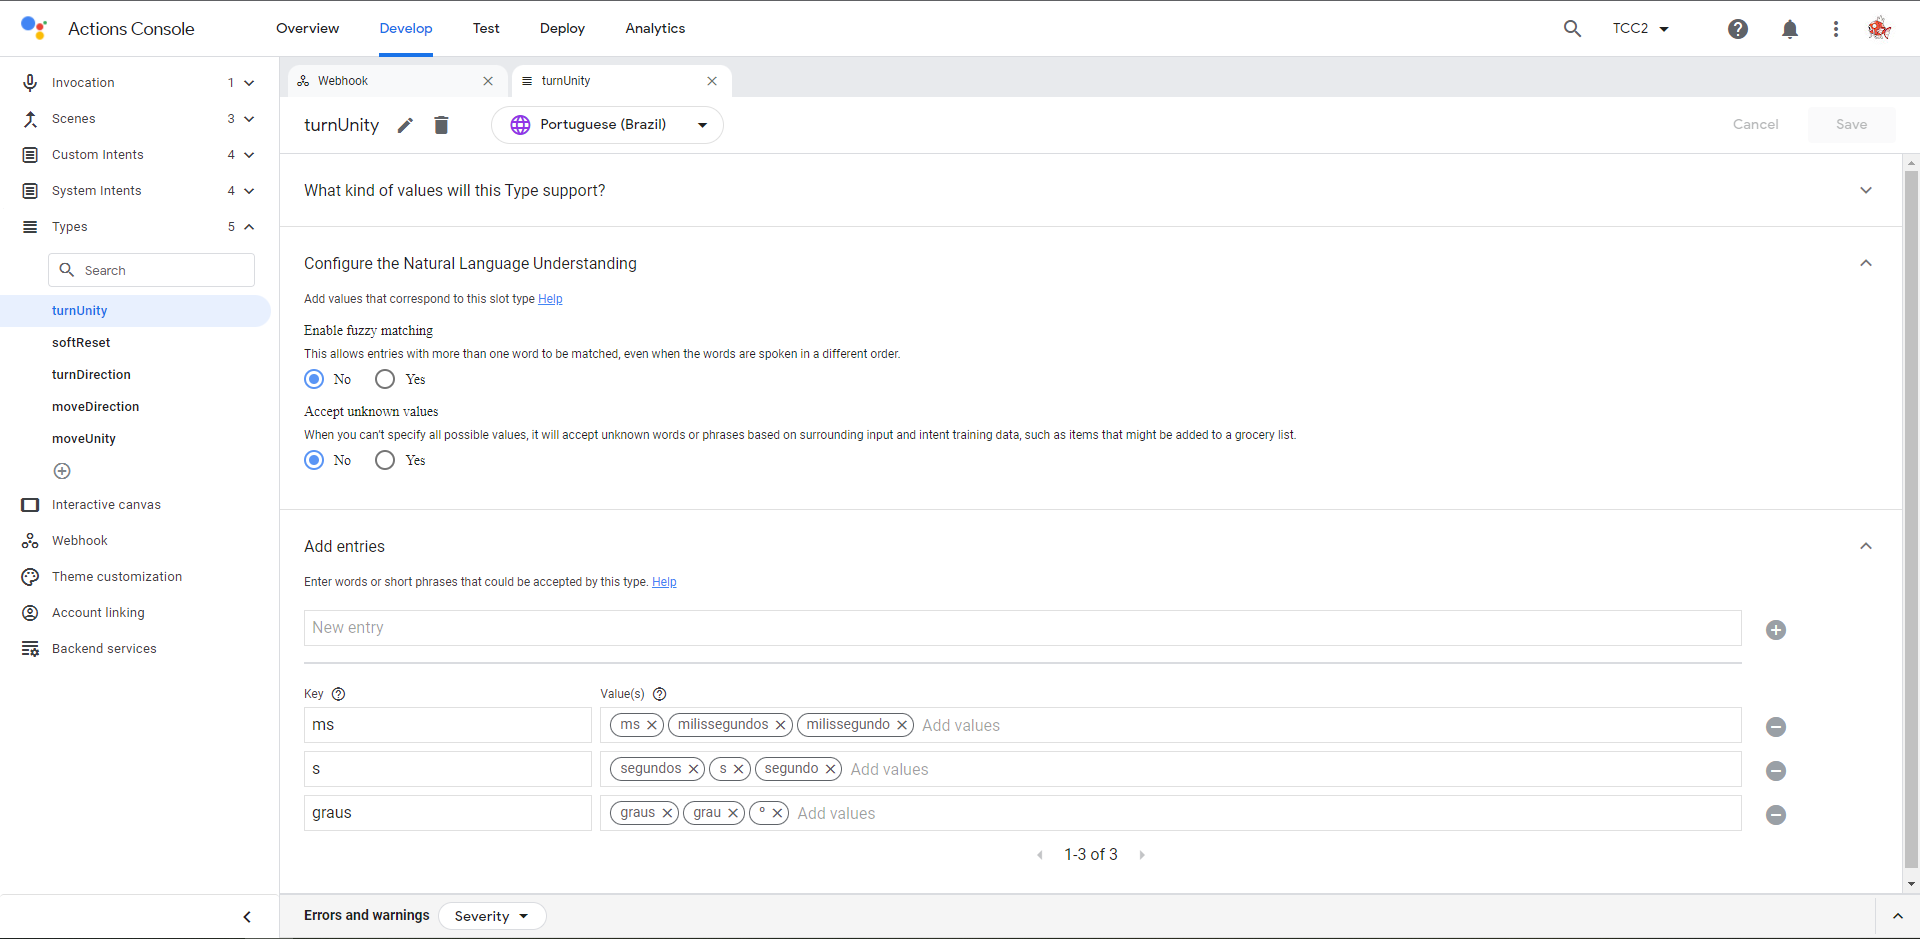 Actions Console
Overview
Develop
Test
Deploy
Analytics
TCC2
Invocation 1
Scenes 3
Custom Intents 4
System Intents 4
Types 5
Search
turnUnity
softReset
turnDirection
moveDirection
moveUnity
Interactive canvas
Webhook
Theme customization
Account linking
Backend services
Webhook
turnUnity
turnUnity
Portuguese (Brazil)
Cancel
Save
What kind of values will this Type support?
Configure the Natural Language Understanding
Add values that correspond to this slot type Help
Enable fuzzy matching
This allows entries with more than one word to be matched, even when the words are spoken in a different order.
No Yes
Accept unknown values
When you can't specify all possible values, it will accept unknown words or phrases based on surrounding input and intent training data, such as items that might be added to a grocery list.
No Yes
Add entries
Enter words or short phrases that could be accepted by this type. Help
New entry
Key Value(s)
ms ms milissegundos milissegundo Add values
s segundos s segundo Add values
graus graus grau º Add values
1-3 of 3
Errors and warnings Severity